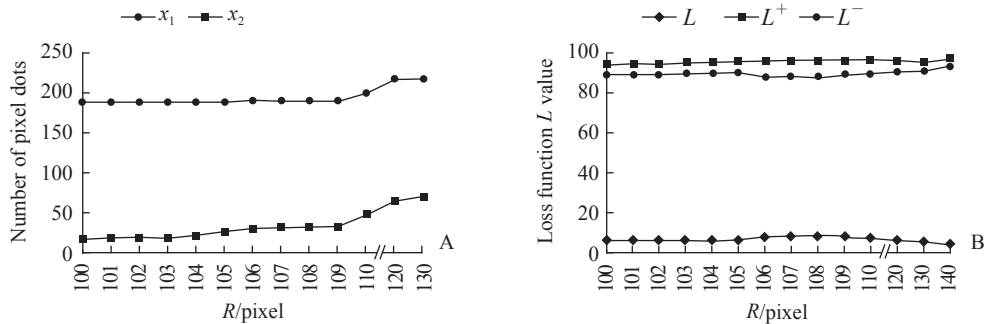 x₁ x₂
Number of pixel dots
250
200
150
100
50
0
100 101 102 103 104 105 106 107 108 109 110 120 130
R/pixel
A
L L⁺ L⁻
Loss function L value
100
80
60
40
20
0
100 101 102 103 104 105 106 107 108 109 110 120 130 140
R/pixel
B